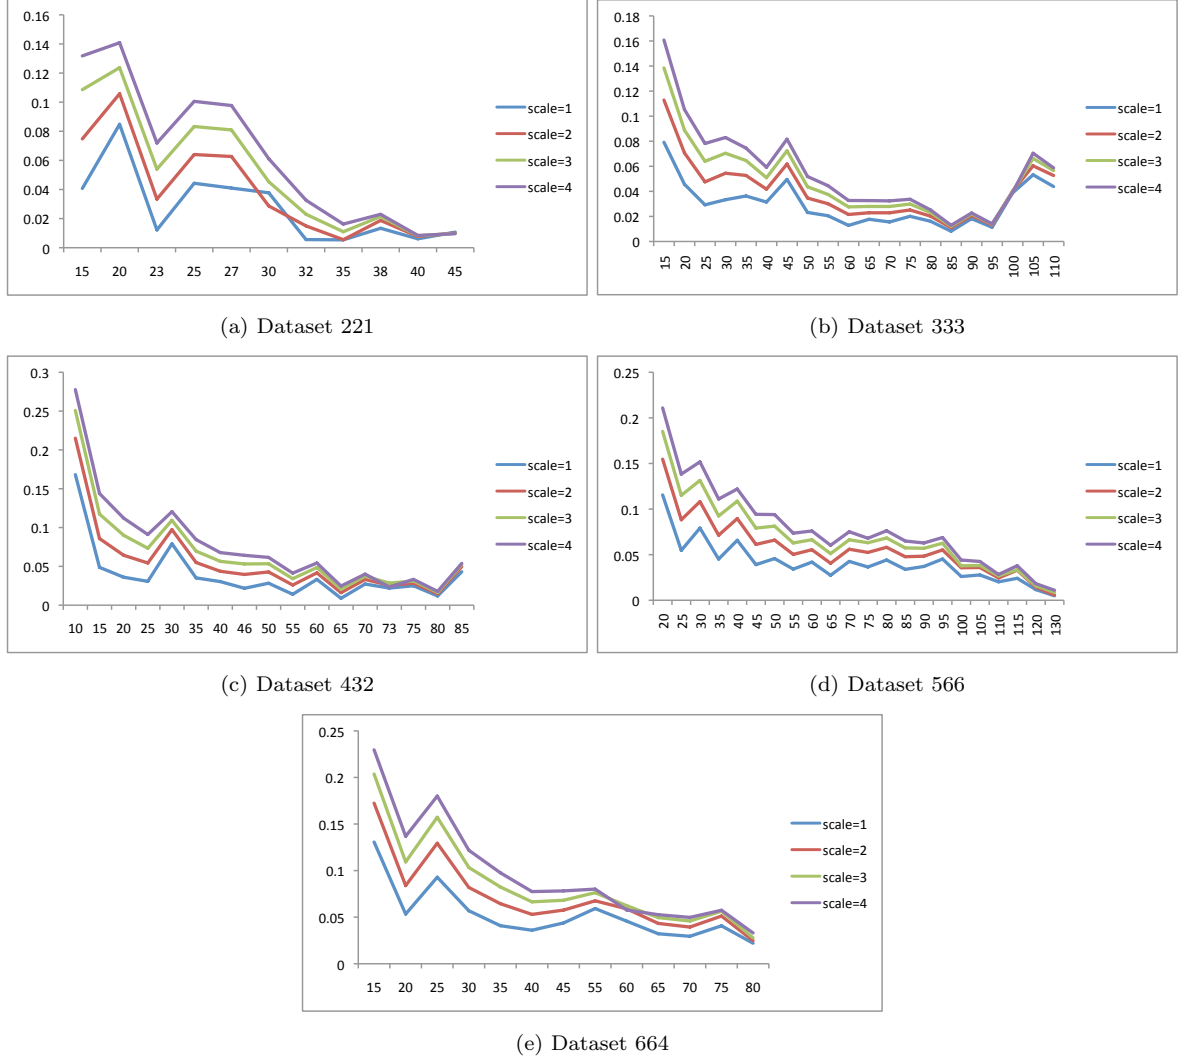 0.16
0.14
0.12
0.1
0.08
0.06
0.04
0.02
0
15 20 23 25 27 30 32 35 38 40 45
scale=1
scale=2
scale=3
scale=4
(a) Dataset 221
0.18
0.16
0.14
0.12
0.1
0.08
0.06
0.04
0.02
0
15 20 25 30 35 40 45 50 55 60 65 70 75 80 85 90 95 100 105 110
scale=1
scale=2
scale=3
scale=4
(b) Dataset 333
0.3
0.25
0.2
0.15
0.1
0.05
0
10 15 20 25 30 35 40 46 50 55 60 65 70 73 75 80 85
scale=1
scale=2
scale=3
scale=4
(c) Dataset 432
0.25
0.2
0.15
0.1
0.05
0
20 25 30 35 40 45 50 55 60 65 70 75 80 85 90 95 100 105 110 115 120 130
scale=1
scale=2
scale=3
scale=4
(d) Dataset 566
0.25
0.2
0.15
0.1
0.05
0
15 20 25 30 35 40 45 55 60 65 70 75 80
scale=1
scale=2
scale=3
scale=4
(e) Dataset 664